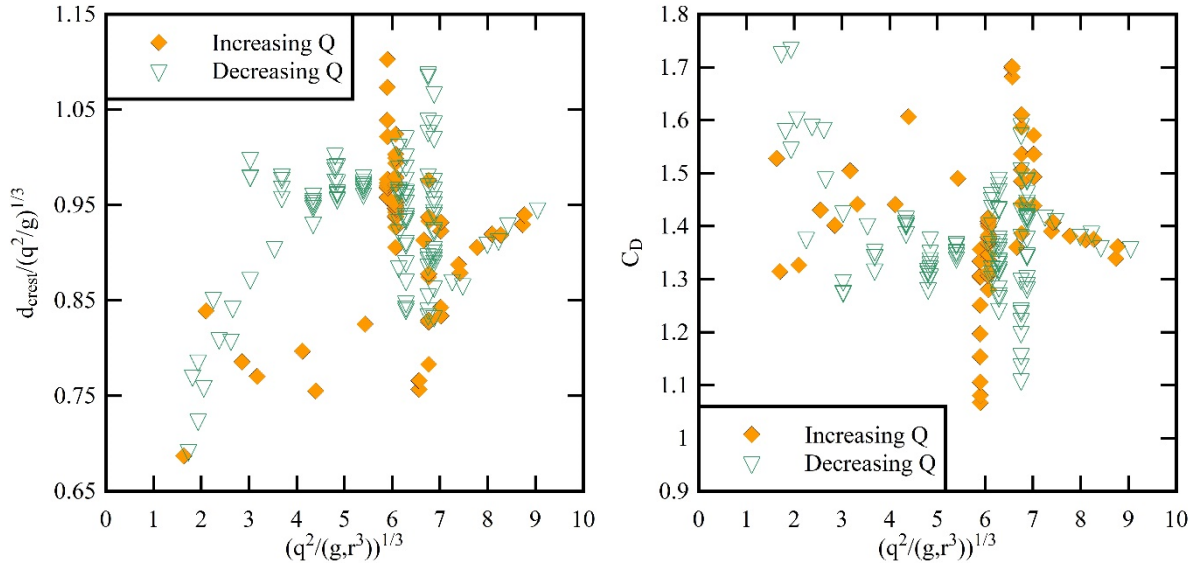 1.15
1.05
0.95
0.85
0.75
0.65
d_crest/(q²/g)^1/3
Increasing Q
Decreasing Q
0 1 2 3 4 5 6 7 8 9 10
(q²/(g,r³))^1/3
1.8
1.7
1.6
1.5
1.4
1.3
1.2
1.1
1
0.9
C_D
Increasing Q
Decreasing Q
0 1 2 3 4 5 6 7 8 9 10
(q²/(g,r³))^1/3